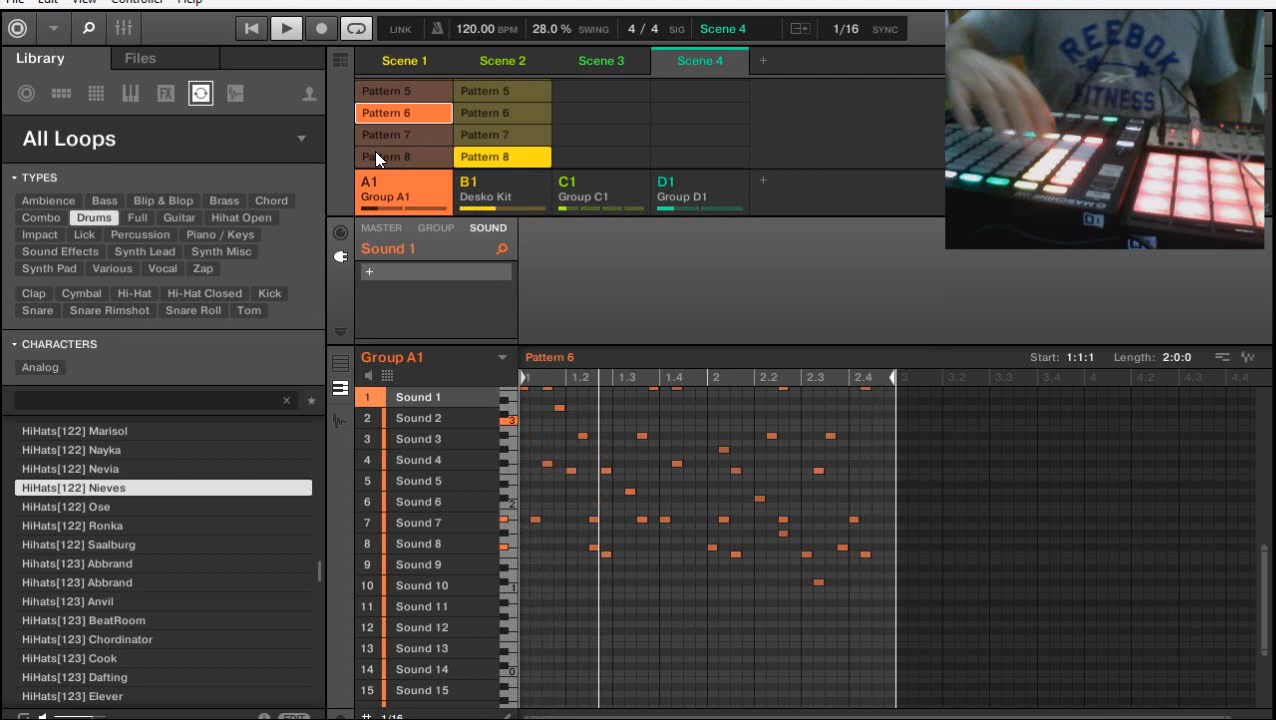 File Edit View Controller Help
LINK 120.00 BPM 28.0% SWING 4 / 4 SIG Scene 4 1/16 SYNC
Library Files
All Loops
TYPES
Ambience Bass Blip & Blop Brass Chord
Combo Drums Full Guitar Hihat Open
Impact Lick Percussion Piano / Keys
Sound Effects Synth Lead Synth Misc
Synth Pad Various Vocal Zap
Clap Cymbal Hi-Hat Hi-Hat Closed Kick
Snare Snare Rimshot Snare Roll Tom
CHARACTERS
Analog
HiHats[122] Marisol
HiHats[122] Nayka
HiHats[122] Nevia
HiHats[122] Nieves
HiHats[122] Ose
HiHats[122] Ronka
Hihats[122] Saalburg
Hihats[123] Abbrand
HiHats[123] Abbrand
HiHats[123] Anvil
HiHats[123] BeatRoom
HiHats[123] Chordinator
HiHats[123] Cook
HiHats[123] Dafting
HiHats[123] Elever
EDIT
Scene 1 Scene 2 Scene 3 Scene 4 +
Pattern 5 Pattern 5
Pattern 6 Pattern 6
Pattern 7 Pattern 7
Pattern 8 Pattern 8
A1 B1 C1 D1 +
Group A1 Desko Kit Group C1 Group D1
MASTER GROUP SOUND
Sound 1
+
Group A1 Pattern 6 Start: 1:1:1 Length: 2:0:0
1 1.2 1.3 1.4 2 2.2 2.3 2.4 3 3.2 3.3 3.4 4 4.2 4.3 4.4
1 Sound 1
2 Sound 2 3
3 Sound 3
4 Sound 4
5 Sound 5
6 Sound 6 2
7 Sound 7
8 Sound 8
9 Sound 9
10 Sound 10 1
11 Sound 11
12 Sound 12
13 Sound 13
14 Sound 14 0
15 Sound 15
# 1/16
REEBOK
FITNESS